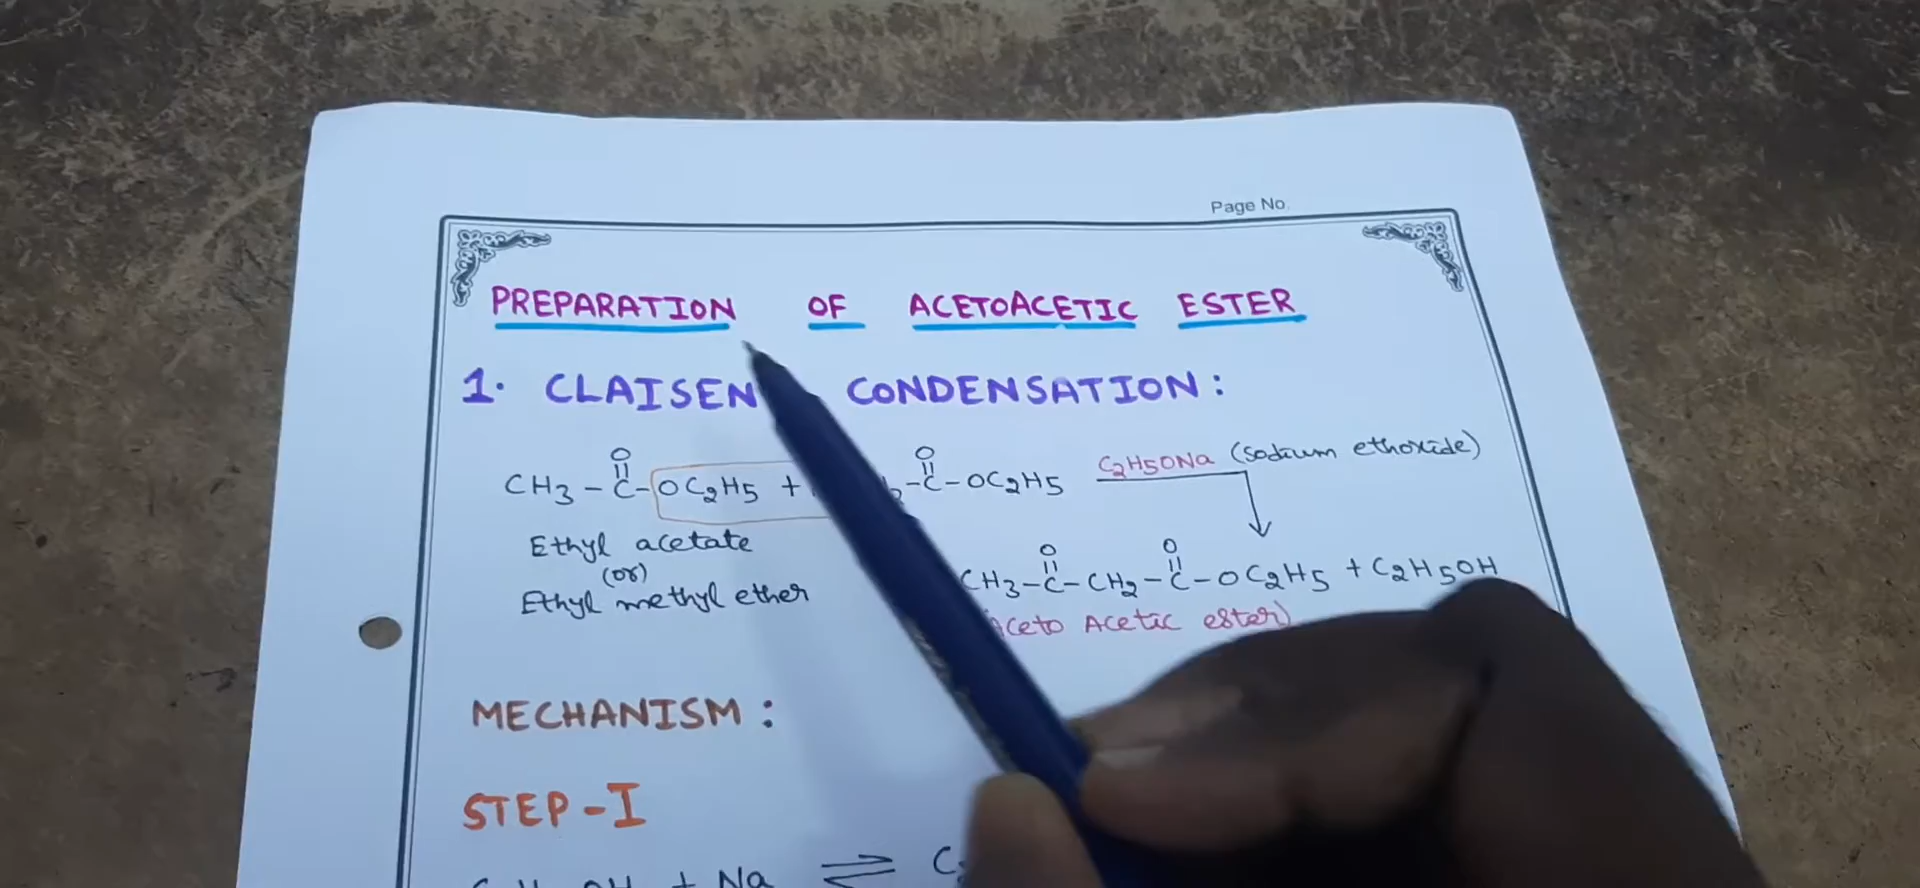 Page No.
PREPARATION OF ACETOACETIC ESTER
1. CLAISEN CONDENSATION:
CH3-C-OC2H5 + -C-OC2H5 C2H5ONa (Sodium ethoxide)
O O
Ethyl acetate
(or)
Ethyl methyl ether
O O
CH3-C-CH2-C-OC2H5 + C2H5OH
Aceto Acetic ester)
MECHANISM:
STEP-I
+ Na ⇌